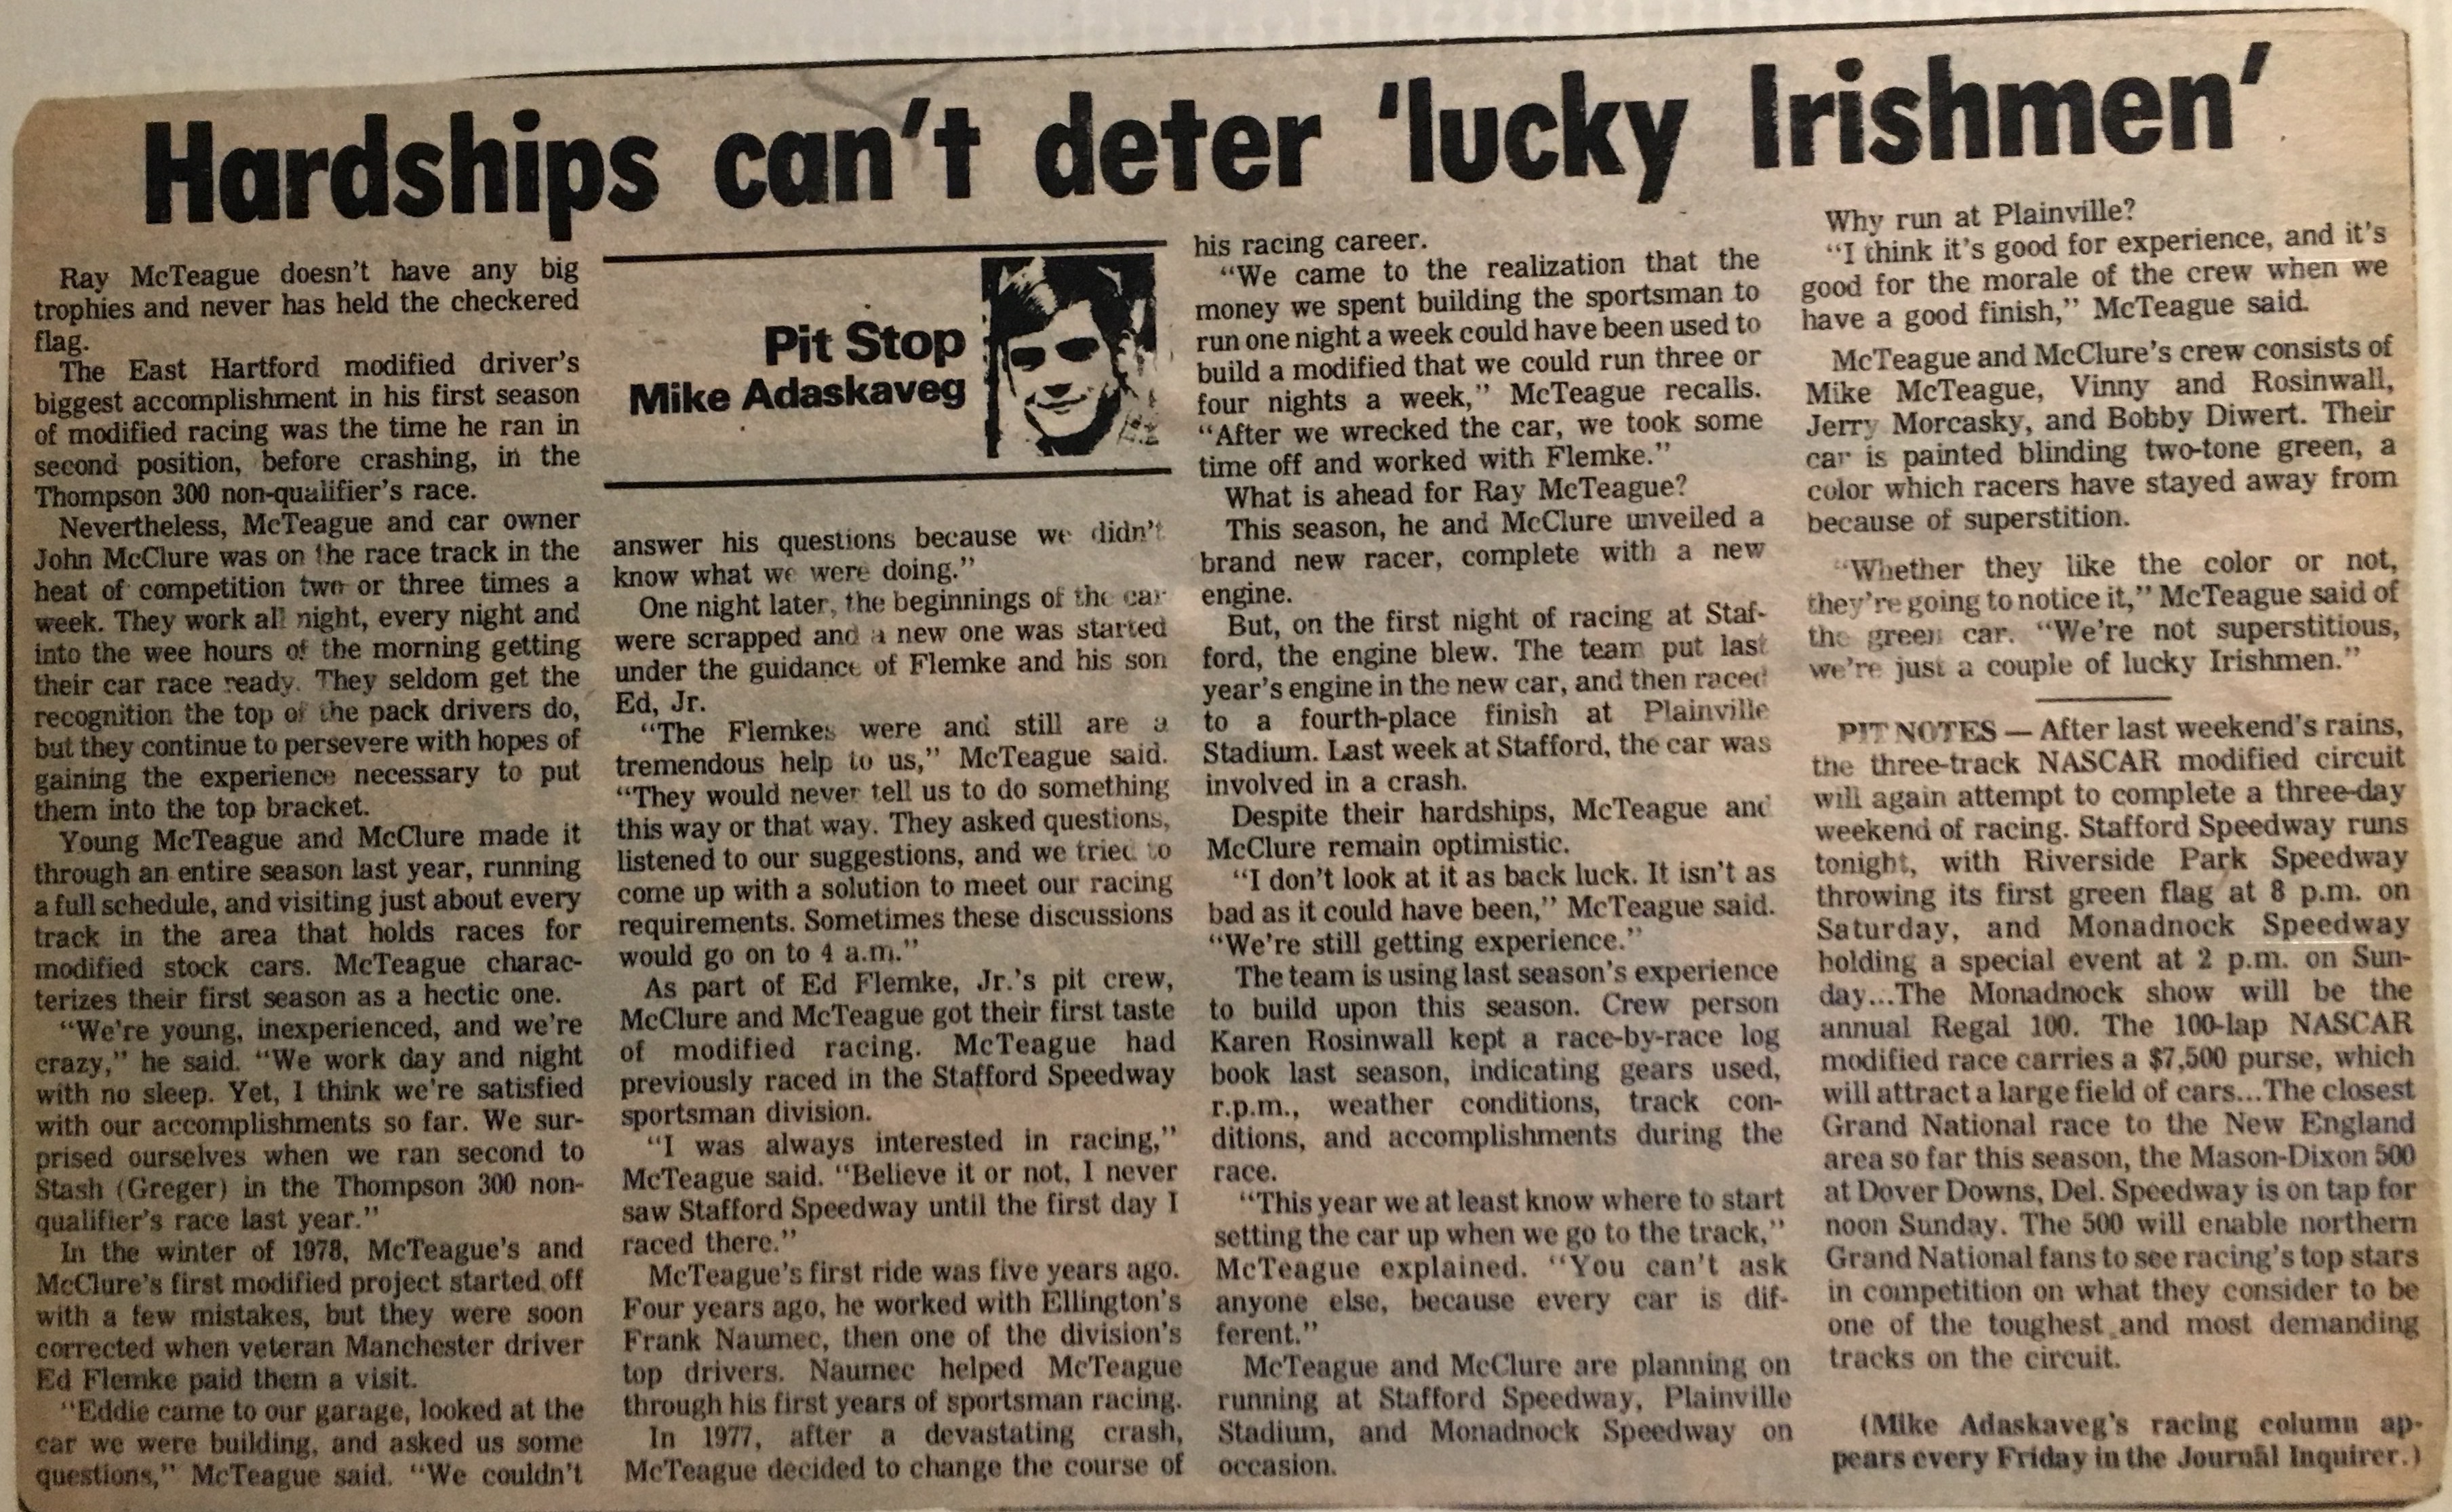 Hardships can't deter 'lucky Irishmen'
Ray McTeague doesn't have any big
trophies and never has held the checkered
flag.
The East Hartford modified driver's
biggest accomplishment in his first season
of modified racing was the time he ran in
second position, before crashing, in the
Thompson 300 non-qualifier's race.
Nevertheless, McTeague and car owner
John McClure was on the race track in the
heat of competition two or three times a
week. They work all night, every night and
into the wee hours of the morning getting
their car race ready. They seldom get the
recognition the top of the pack drivers do,
but they continue to persevere with hopes of
gaining the experience necessary to put
them into the top bracket.
Young McTeague and McClure made it
through an entire season last year, running
a full schedule, and visiting just about every
track in the area that holds races for
modified stock cars. McTeague charac-
terizes their first season as a hectic one.
"We're young, inexperienced, and we're
crazy," he said. "We work day and night
with no sleep. Yet, I think we're satisfied
with our accomplishments so far. We sur-
prised ourselves when we ran second to
Stash (Greger) in the Thompson 300 non-
qualifier's race last year."
In the winter of 1978, McTeague's and
McClure's first modified project started off
with a few mistakes, but they were soon
corrected when veteran Manchester driver
Ed Flemke paid them a visit.
"Eddie came to our garage, looked at the
car we were building, and asked us some
questions," McTeague said. "We couldn't
Pit Stop
Mike Adaskaveg
answer his questions because we didn't
know what we were doing."
One night later, the beginnings of the car
were scrapped and a new one was started
under the guidance of Flemke and his son
Ed, Jr.
"The Flemkes were and still are a
tremendous help to us," McTeague said.
"They would never tell us to do something
this way or that way. They asked questions,
listened to our suggestions, and we tried to
come up with a solution to meet our racing
requirements. Sometimes these discussions
would go on to 4 a.m."
As part of Ed Flemke, Jr.'s pit crew,
McClure and McTeague got their first taste
of modified racing. McTeague had
previously raced in the Stafford Speedway
sportsman division.
"I was always interested in racing,"
McTeague said. "Believe it or not, I never
saw Stafford Speedway until the first day I
raced there."
McTeague's first ride was five years ago.
Four years ago, he worked with Ellington's
Frank Naumec, then one of the division's
top drivers. Naumec helped McTeague
through his first years of sportsman racing.
In 1977, after a devastating crash,
McTeague decided to change the course of
his racing career.
"We came to the realization that the
money we spent building the sportsman to
run one night a week could have been used to
build a modified that we could run three or
four nights a week," McTeague recalls.
"After we wrecked the car, we took some
time off and worked with Flemke."
What is ahead for Ray McTeague?
This season, he and McClure unveiled a
brand new racer, complete with a new
engine.
But, on the first night of racing at Staf-
ford, the engine blew. The team put last
year's engine in the new car, and then raced
to a fourth-place finish at Plainville
Stadium. Last week at Stafford, the car was
involved in a crash.
Despite their hardships, McTeague and
McClure remain optimistic.
"I don't look at it as back luck. It isn't as
bad as it could have been," McTeague said.
"We're still getting experience."
The team is using last season's experience
to build upon this season. Crew person
Karen Rosinwall kept a race-by-race log
book last season, indicating gears used,
r.p.m., weather conditions, track con-
ditions, and accomplishments during the
race.
"This year we at least know where to start
setting the car up when we go to the track,"
McTeague explained. "You can't ask
anyone else, because every car is dif-
ferent."
McTeague and McClure are planning on
running at Stafford Speedway, Plainville
Stadium, and Monadnock Speedway on
occasion.
Why run at Plainville?
"I think it's good for experience, and it's
good for the morale of the crew when we
have a good finish," McTeague said.
McTeague and McClure's crew consists of
Mike McTeague, Vinny and Rosinwall,
Jerry Morcasky, and Bobby Diwert. Their
car is painted blinding two-tone green, a
color which racers have stayed away from
because of superstition.
"Whether they like the color or not,
they're going to notice it," McTeague said of
the green car. "We're not superstitious,
we're just a couple of lucky Irishmen."
PIT NOTES — After last weekend's rains,
the three-track NASCAR modified circuit
will again attempt to complete a three-day
weekend of racing. Stafford Speedway runs
tonight, with Riverside Park Speedway
throwing its first green flag at 8 p.m. on
Saturday, and Monadnock Speedway
holding a special event at 2 p.m. on Sun-
day...The Monadnock show will be the
annual Regal 100. The 100-lap NASCAR
modified race carries a $7,500 purse, which
will attract a large field of cars...The closest
Grand National race to the New England
area so far this season, the Mason-Dixon 500
at Dover Downs, Del. Speedway is on tap for
noon Sunday. The 500 will enable northern
Grand National fans to see racing's top stars
in competition on what they consider to be
one of the toughest and most demanding
tracks on the circuit.
(Mike Adaskaveg's racing column ap-
pears every Friday in the Journal Inquirer.)